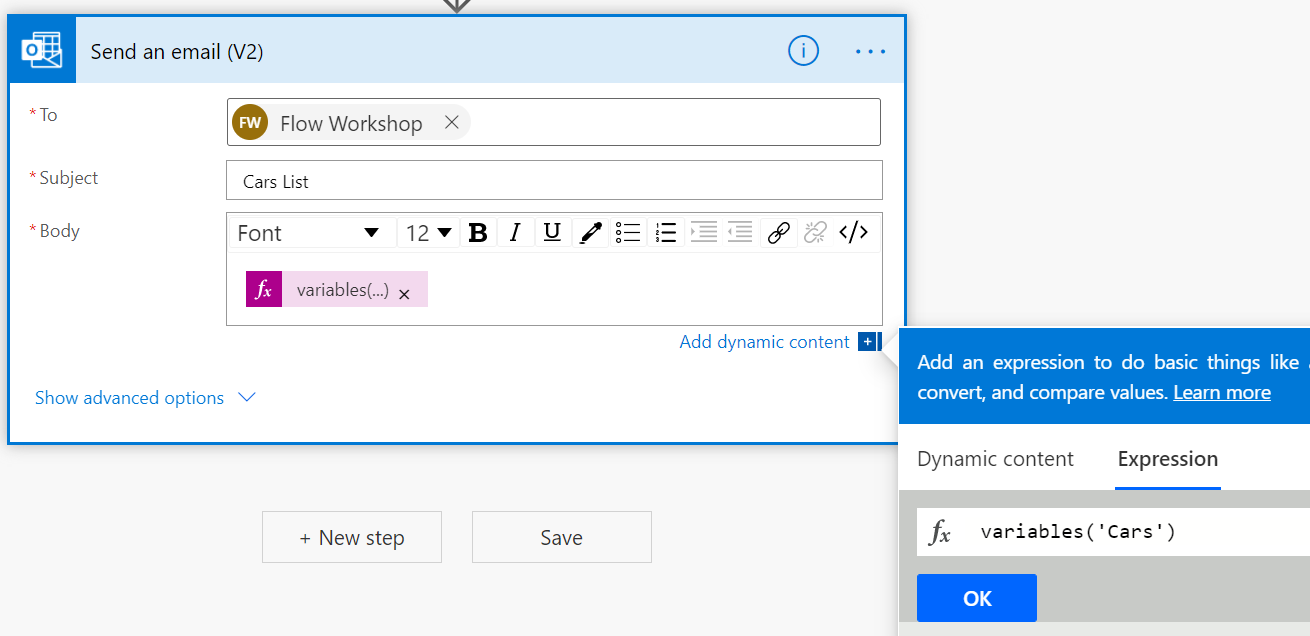 Send an email (V2)
* To
FW Flow Workshop
* Subject
Cars List
* Body
Font 12 B I U </>
fx variables(...)
Add dynamic content
Show advanced options
+ New step
Save
Add an expression to do basic things like
convert, and compare values. Learn more
Dynamic content Expression
fx variables('Cars')
OK